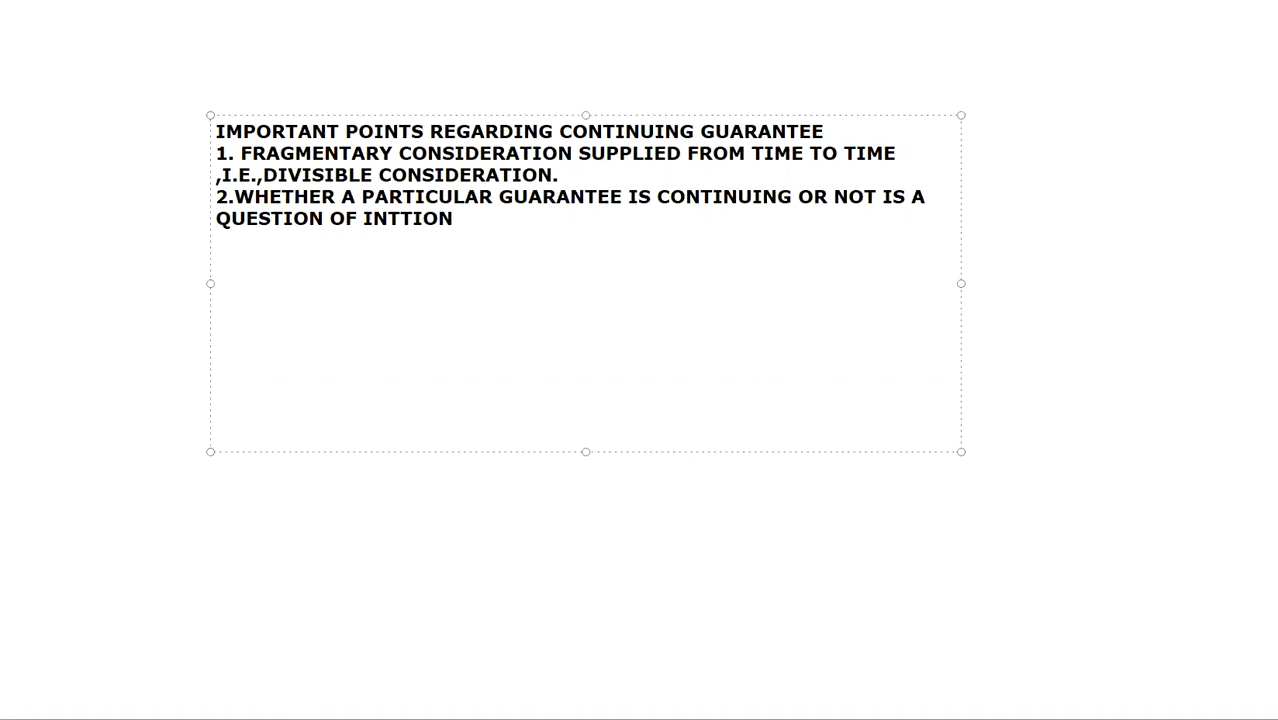 IMPORTANT POINTS REGARDING CONTINUING GUARANTEE
1. FRAGMENTARY CONSIDERATION SUPPLIED FROM TIME TO TIME
,I.E.,DIVISIBLE CONSIDERATION.
2.WHETHER A PARTICULAR GUARANTEE IS CONTINUING OR NOT IS A
QUESTION OF INTTION